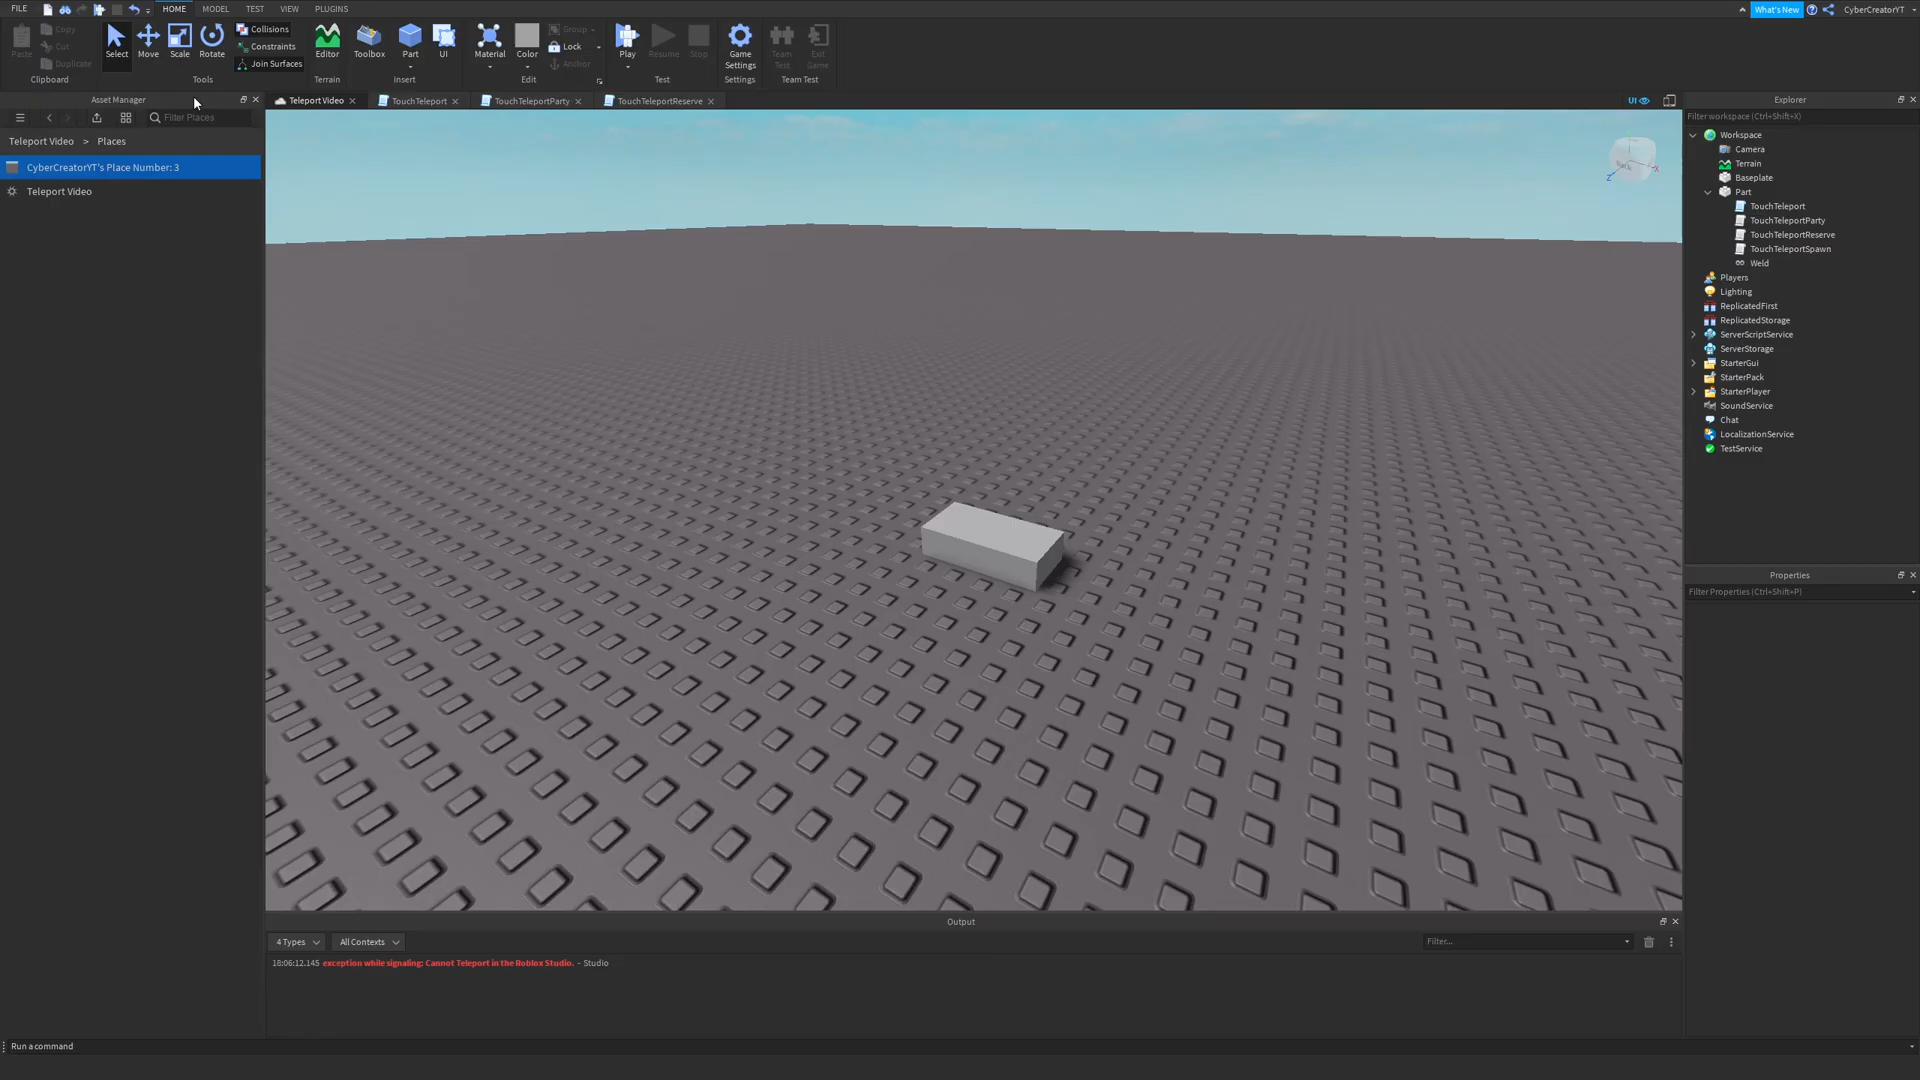 FILE HOME MODEL TEST VIEW PLUGINS What's New CyberCreatorYT
Paste Copy Cut Duplicate Clipboard
Select Move Scale Rotate Collisions Constraints Join Surfaces Tools
Editor Terrain
Toolbox Part UI Insert
Material Color Group Lock Anchor Edit
Play Resume Stop Test
Game Settings Settings
Team Test Exit Game Team Test
Asset Manager
Filter Places
Teleport Video > Places
CyberCreatorYT's Place Number: 3
Teleport Video
Teleport Video TouchTeleport TouchTeleportParty TouchTeleportReserve UI
Explorer
Filter workspace (Ctrl+Shift+X)
Workspace
Camera
Terrain
Baseplate
Part
TouchTeleport
TouchTeleportParty
TouchTeleportReserve
TouchTeleportSpawn
Weld
Players
Lighting
ReplicatedFirst
ReplicatedStorage
ServerScriptService
ServerStorage
StarterGui
StarterPack
StarterPlayer
SoundService
Chat
LocalizationService
TestService
Properties
Filter Properties (Ctrl+Shift+P)
Back X Z
Output
4 Types All Contexts Filter...
18:06:12.145 exception while signaling: Cannot Teleport in the Roblox Studio. - Studio
Run a command